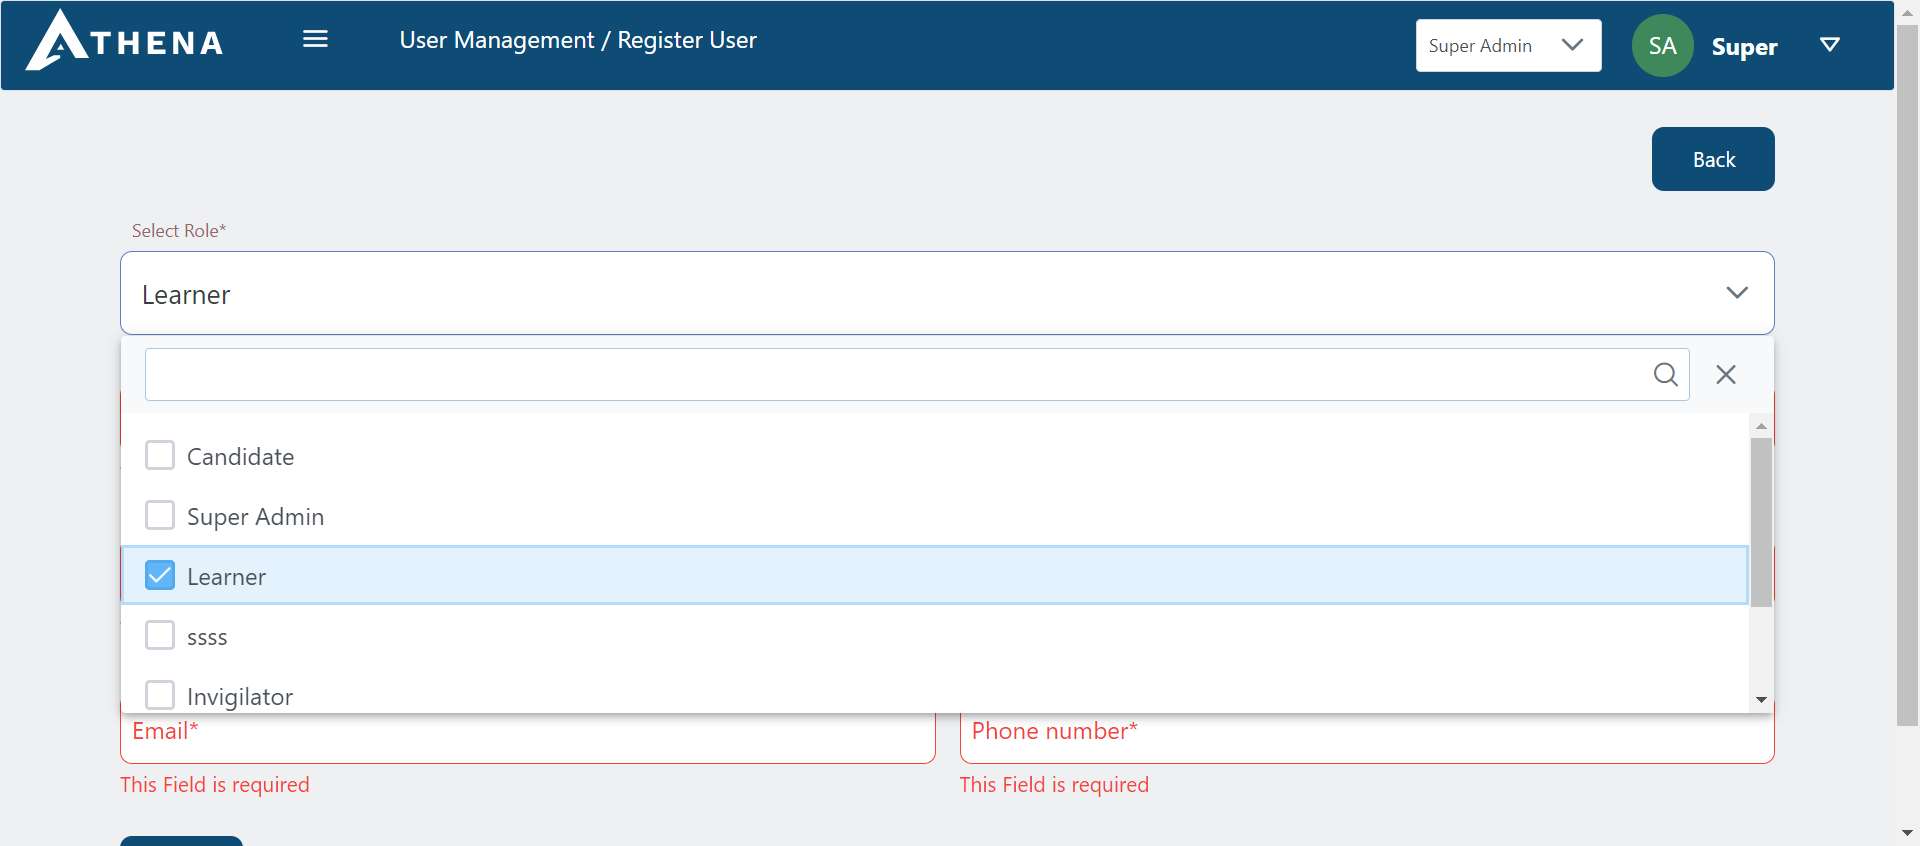 ATHENA
User Management / Register User
Super Admin
SA
Super
Back
Select Role*
Learner
Candidate
Super Admin
Learner
ssss
Invigilator
Email*
Phone number*
This Field is required
This Field is required